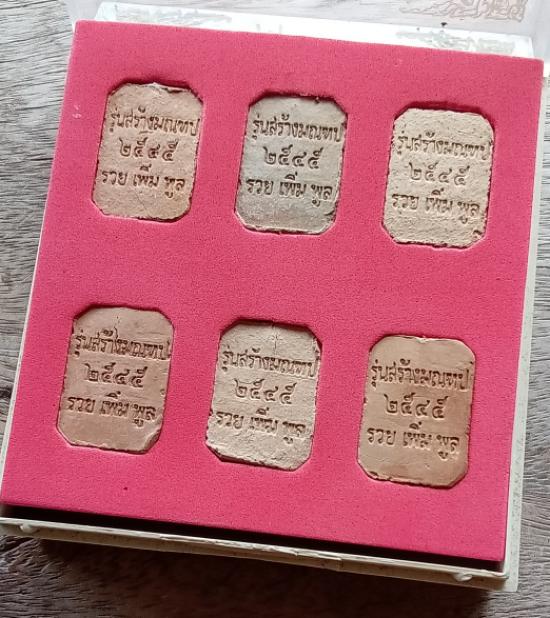 รุ่นสร้างมณฑป
๒๕๔๕
รวย เพิ่ม พูล
รุ่นสร้างมณฑป
๒๕๔๕
รวย เพิ่ม พูล
รุ่นสร้างมณฑป
๒๕๔๕
รวย เพิ่ม พูล
รุ่นสร้างมณฑป
๒๕๔๕
รวย เพิ่ม พูล
รุ่นสร้างมณฑป
๒๕๔๕
รวย เพิ่ม พูล
รุ่นสร้างมณฑป
๒๕๔๕
รวย เพิ่ม พูล